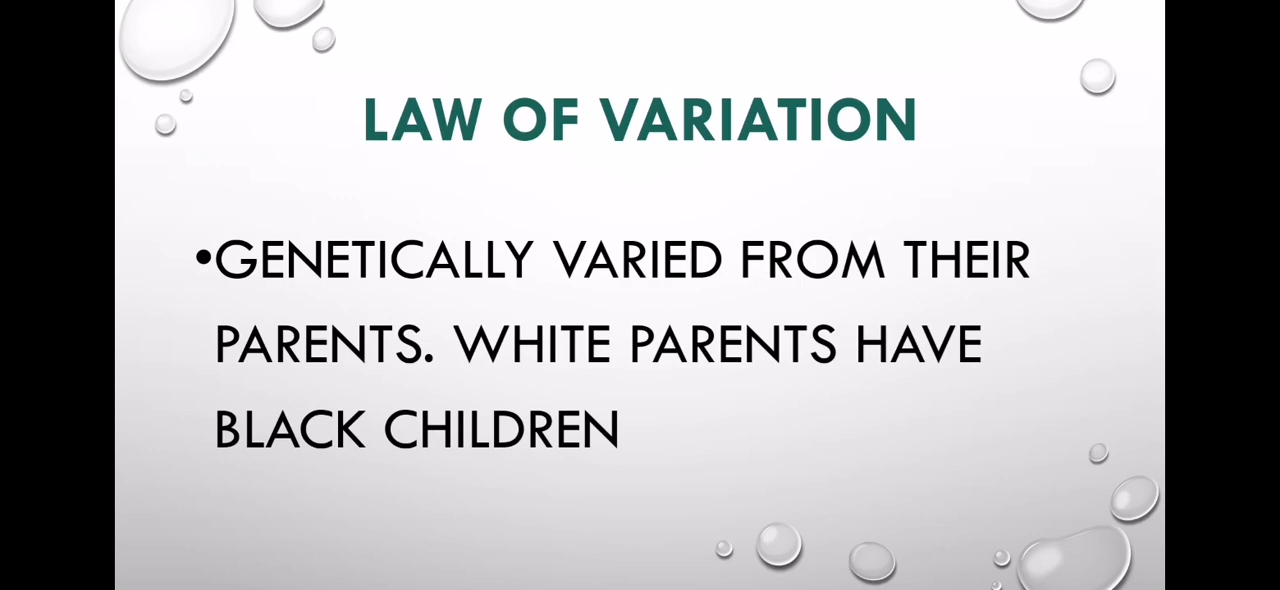 LAW OF VARIATION
•GENETICALLY VARIED FROM THEIR
PARENTS. WHITE PARENTS HAVE
BLACK CHILDREN